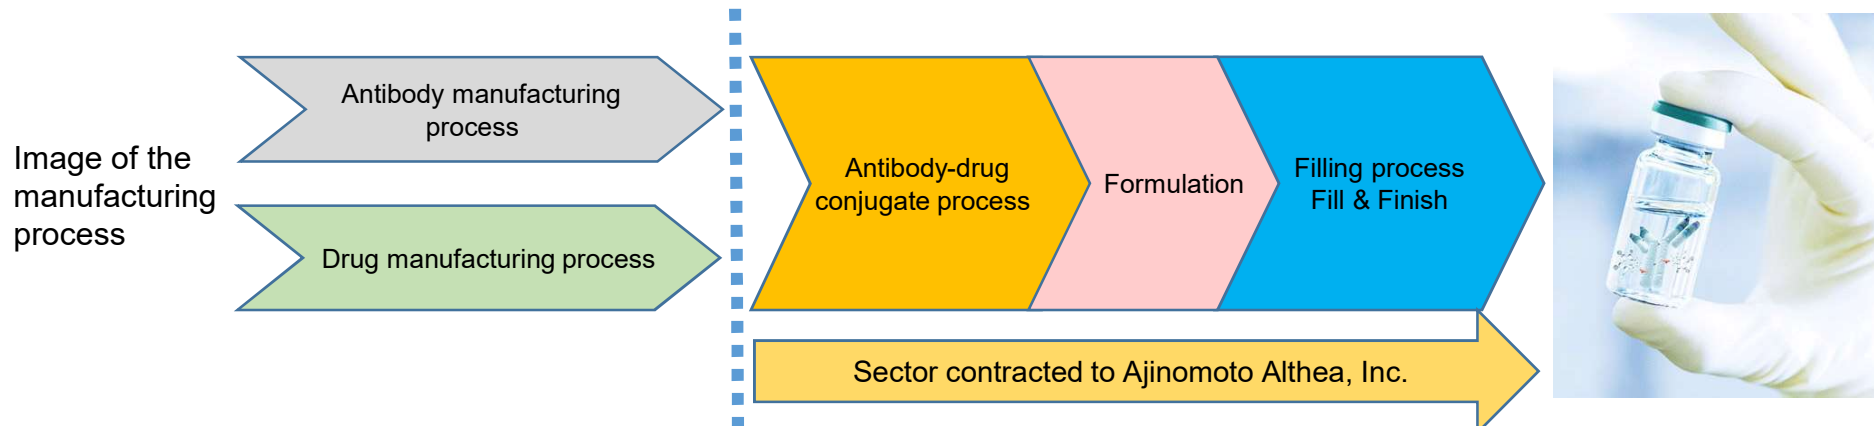 Image of the
manufacturing
process
Antibody manufacturing
process
Drug manufacturing process
Antibody-drug
conjugate process
Formulation
Filling process
Fill & Finish
Sector contracted to Ajinomoto Althea, Inc.